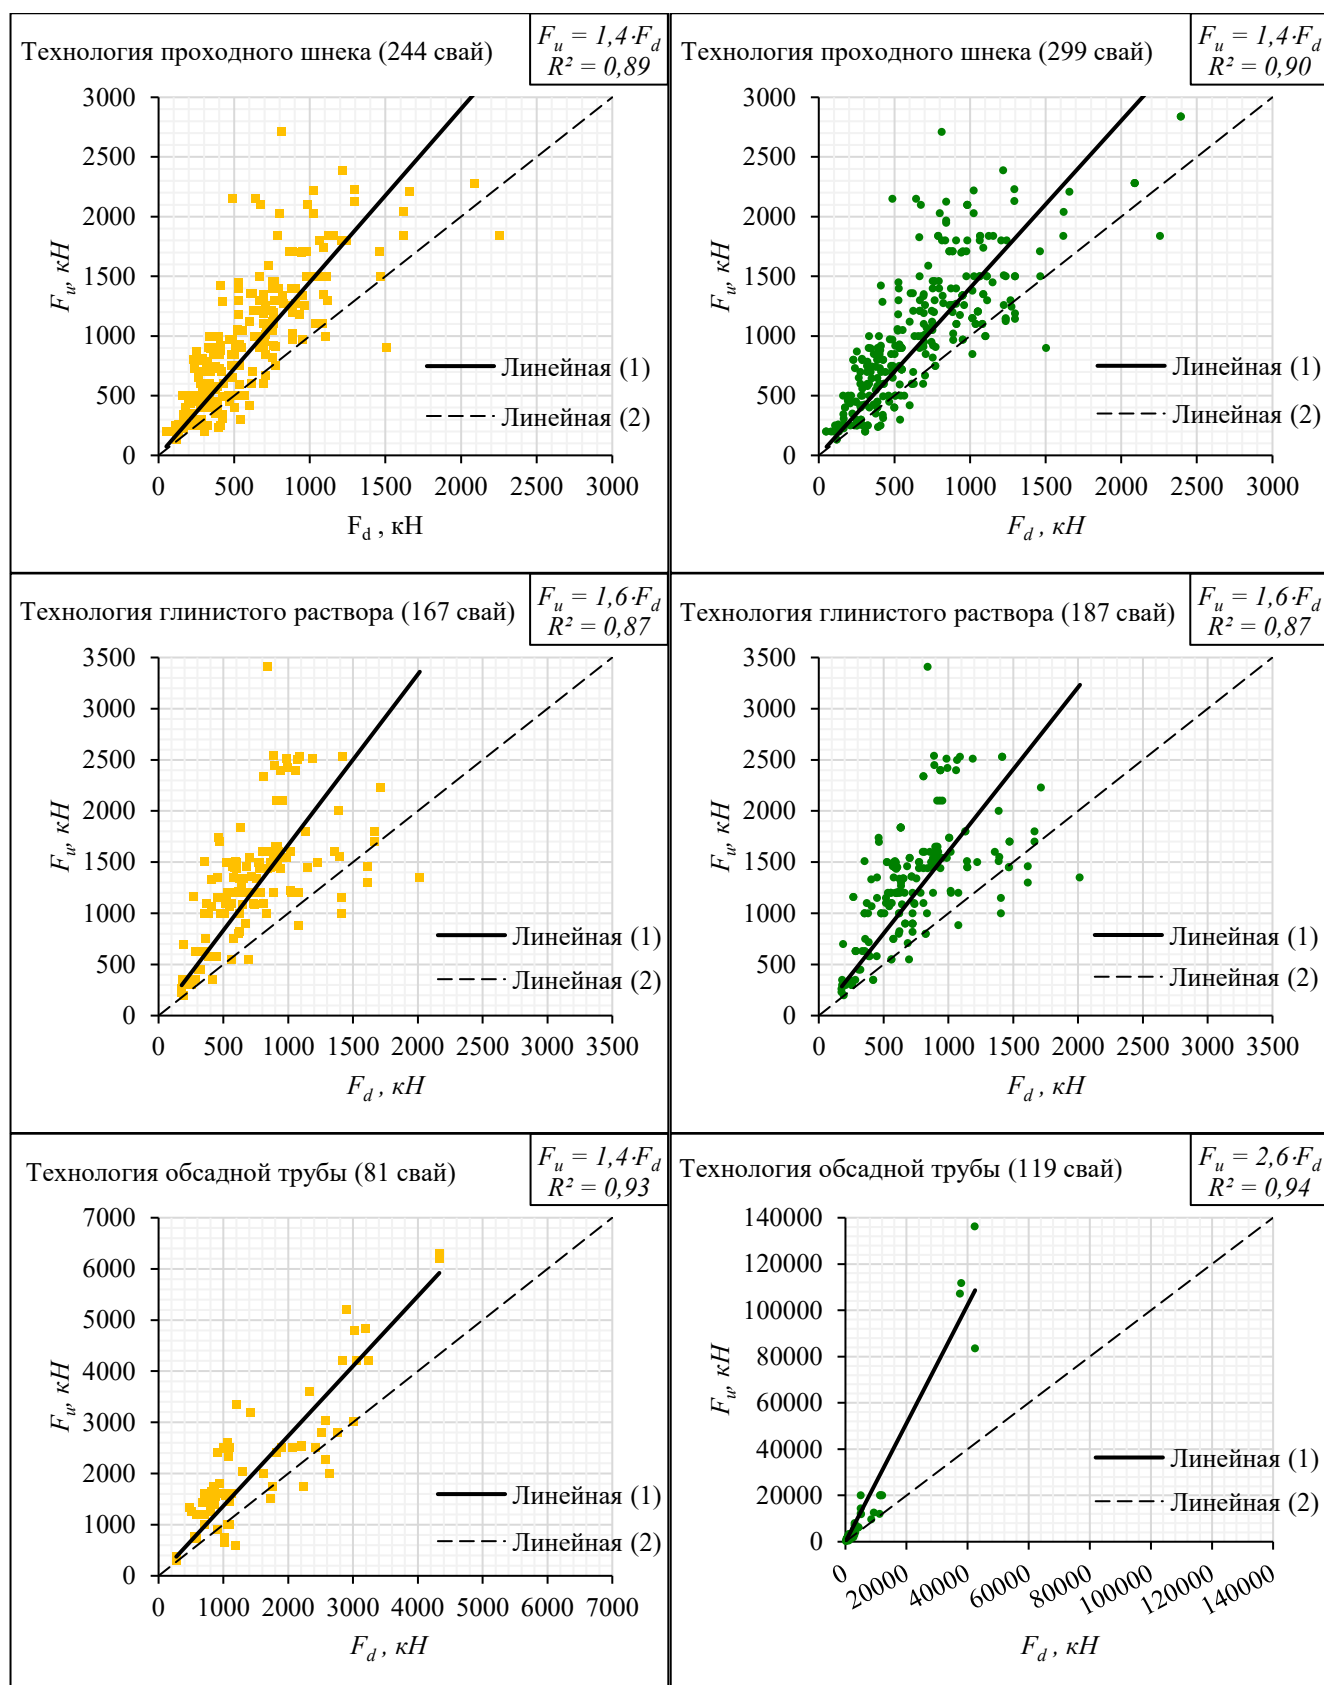 Технология проходного шнека (244 свай)
F_u = 1,4·F_d
R² = 0,89
3000
2500
2000
1500
1000
500
0
F_u, кН
Линейная (1)
Линейная (2)
0 500 1000 1500 2000 2500 3000
F_d , кН
Технология проходного шнека (299 свай)
F_u = 1,4·F_d
R² = 0,90
3000
2500
2000
1500
1000
500
0
F_u, кН
Линейная (1)
Линейная (2)
0 500 1000 1500 2000 2500 3000
F_d , кН
Технология глинистого раствора (167 свай)
F_u = 1,6·F_d
R² = 0,87
3500
3000
2500
2000
1500
1000
500
0
F_u, кН
Линейная (1)
Линейная (2)
0 500 1000 1500 2000 2500 3000 3500
F_d , кН
Технология глинистого раствора (187 свай)
F_u = 1,6·F_d
R² = 0,87
3500
3000
2500
2000
1500
1000
500
0
F_u, кН
Линейная (1)
Линейная (2)
0 500 1000 1500 2000 2500 3000 3500
F_d , кН
Технология обсадной трубы (81 свай)
F_u = 1,4·F_d
R² = 0,93
7000
6000
5000
4000
3000
2000
1000
0
F_u, кН
Линейная (1)
Линейная (2)
0 1000 2000 3000 4000 5000 6000 7000
F_d , кН
Технология обсадной трубы (119 свай)
F_u = 2,6·F_d
R² = 0,94
140000
120000
100000
80000
60000
40000
20000
0
F_u, кН
Линейная (1)
Линейная (2)
0 20000 40000 60000 80000 100000 120000 140000
F_d , кН